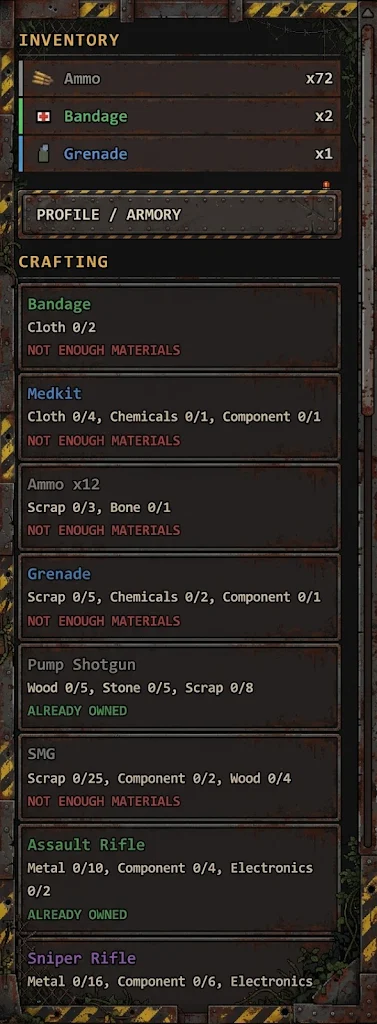 INVENTORY
Ammo x72
Bandage x2
Grenade x1
PROFILE / ARMORY
CRAFTING
Bandage
Cloth 0/2
NOT ENOUGH MATERIALS
Medkit
Cloth 0/4, Chemicals 0/1, Component 0/1
NOT ENOUGH MATERIALS
Ammo x12
Scrap 0/3, Bone 0/1
NOT ENOUGH MATERIALS
Grenade
Scrap 0/5, Chemicals 0/2, Component 0/1
NOT ENOUGH MATERIALS
Pump Shotgun
Wood 0/5, Stone 0/5, Scrap 0/8
ALREADY OWNED
SMG
Scrap 0/25, Component 0/2, Wood 0/4
NOT ENOUGH MATERIALS
Assault Rifle
Metal 0/10, Component 0/4, Electronics
0/2
ALREADY OWNED
Sniper Rifle
Metal 0/16, Component 0/6, Electronics